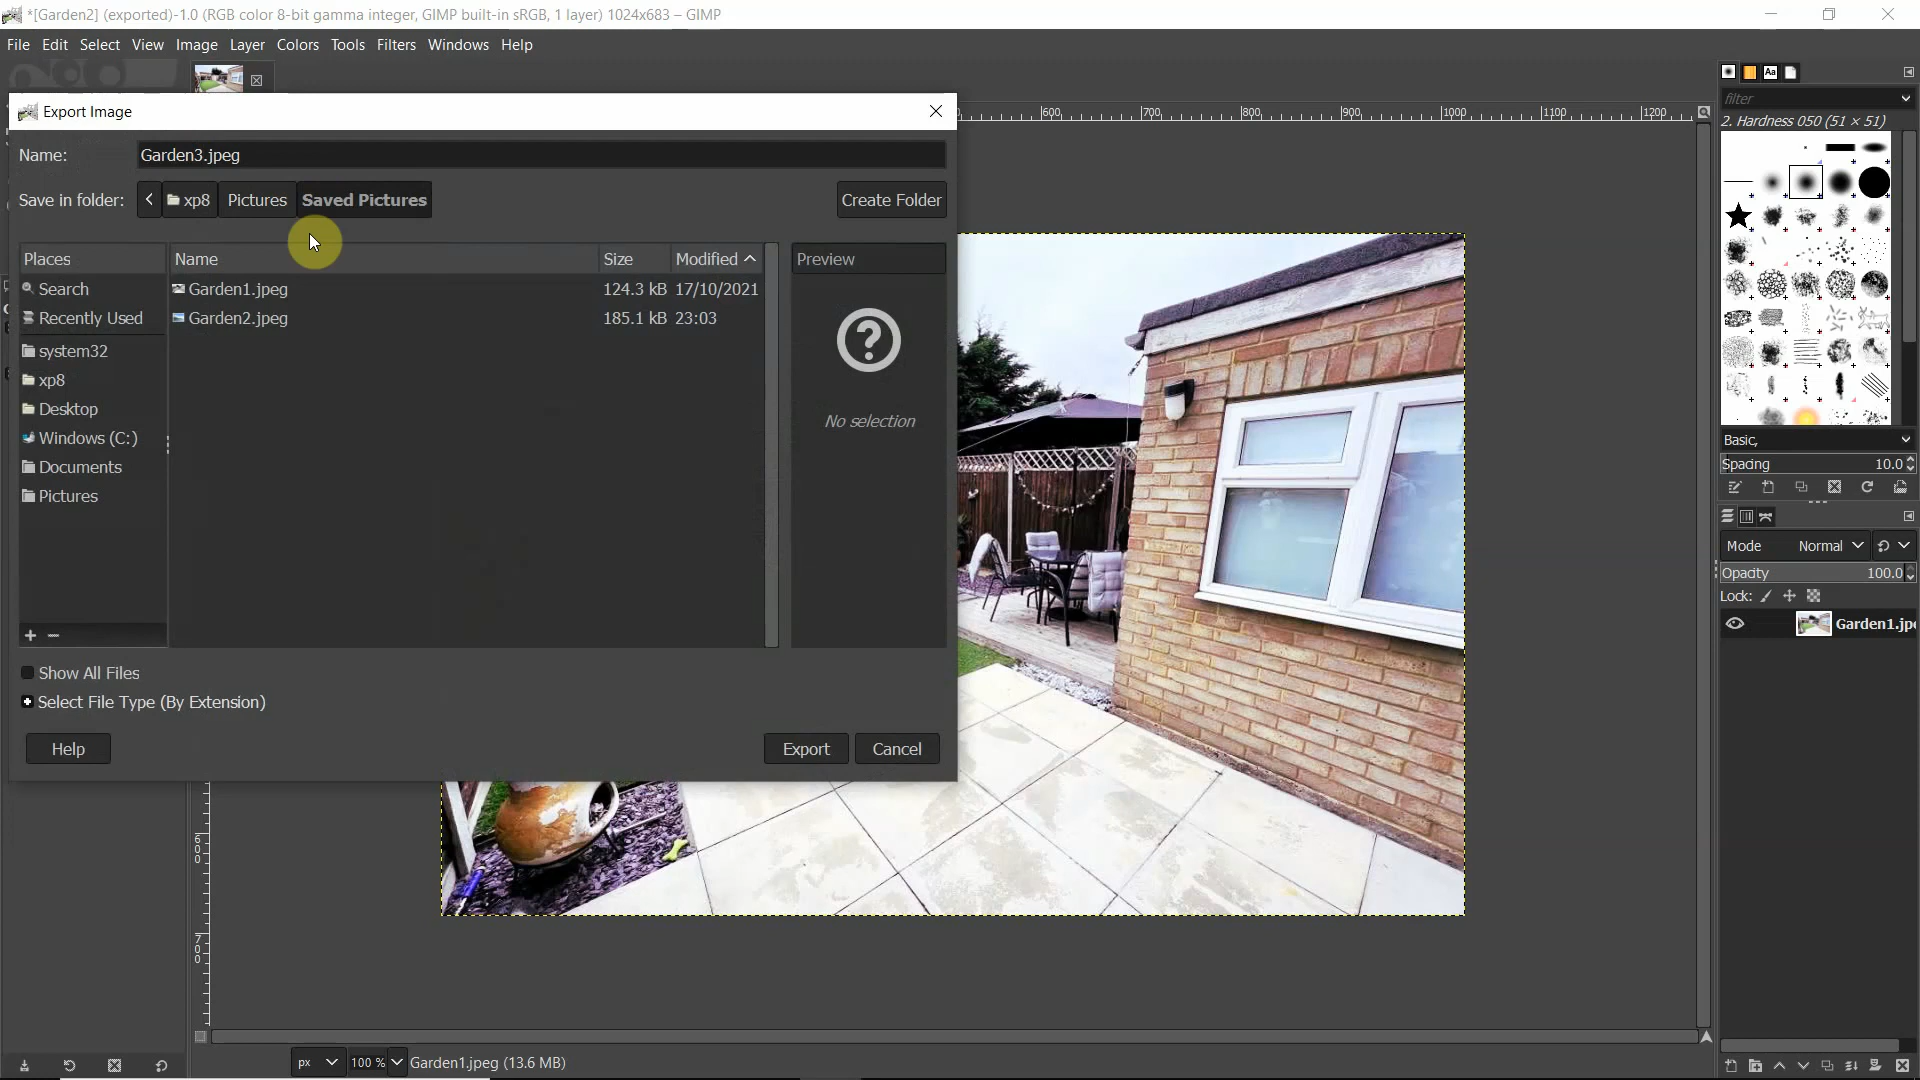 *[Garden2] (exported)-1.0 (RGB color 8-bit gamma integer, GIMP built-in sRGB, 1 layer) 1024x683 – GIMP
File Edit Select View Image Layer Colors Tools Filters Windows Help
Export Image
Name: Garden3.jpeg
Save in folder: xp8 Pictures Saved Pictures Create Folder
Places Name Size Modified Preview
Search Garden1.jpeg 124.3 kB 17/10/2021
Recently Used Garden2.jpeg 185.1 kB 23:03
system32
xp8
Desktop
Windows (C:)
Documents
Pictures
No selection
Show All Files
Select File Type (By Extension)
Help Export Cancel
600 700 800 900 1000 1100 1200
600
700
px 100 % Garden1.jpeg (13.6 MB)
Aa
filter
2. Hardness 050 (51 × 51)
Basic,
Spacing 10.0
Mode Normal
Opacity 100.0
Lock:
Garden1.jpe